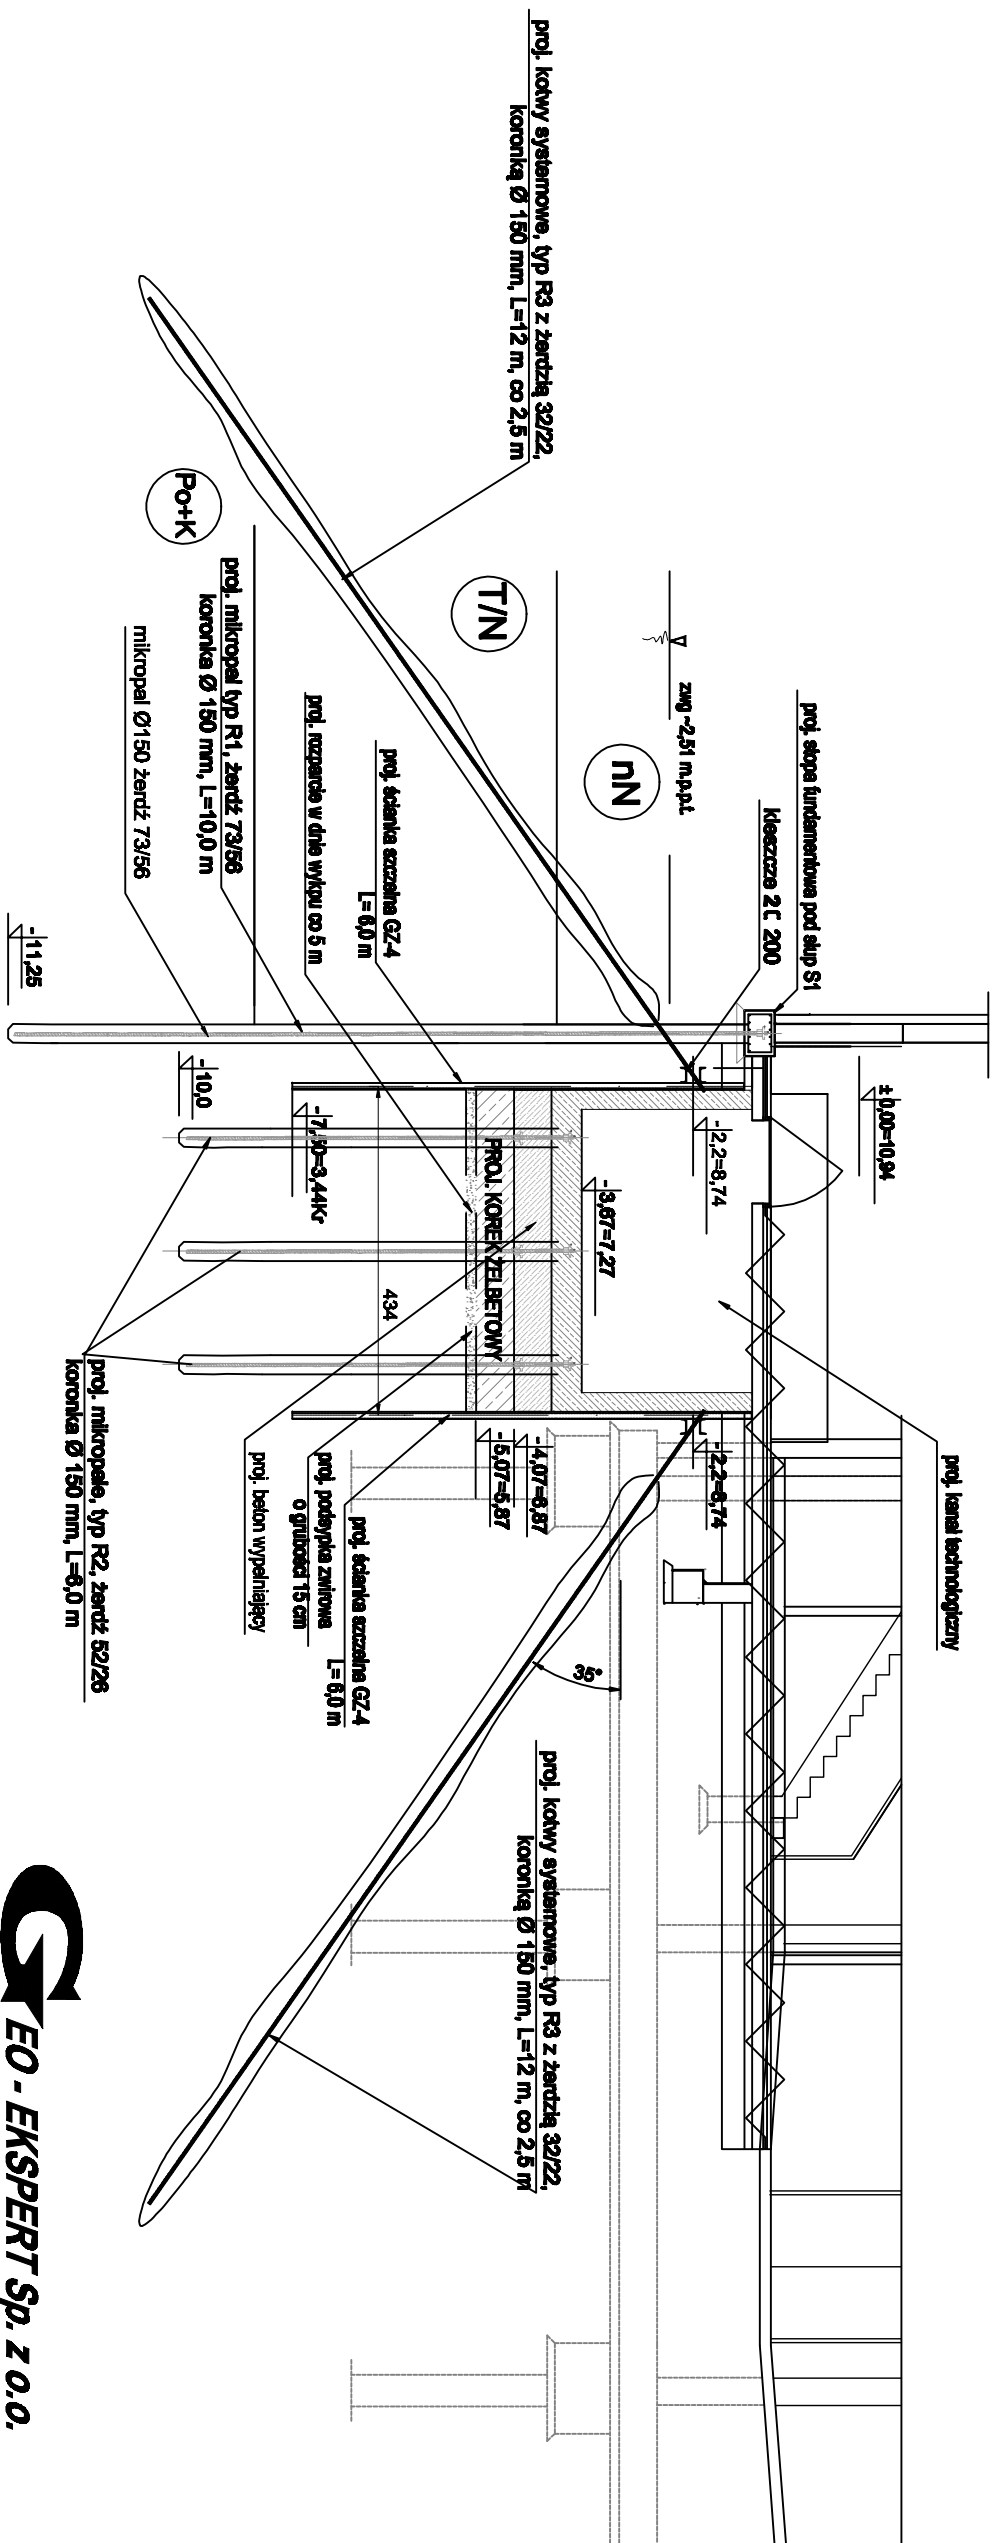 proj. kotwy systemowe, typ R3 z żerdzią 32/22,
koronką Ø 150 mm, L=12 m, co 2,5 m
Po+K
T/N
nN
zwg ~2,51 m.p.p.t.
proj. stopa fundamentowa pod słup S1
kleszcze 2[ 200
proj. ścianka szczelna GZ-4
L= 6,0 m
proj. rozparcie w dnie wykpu co 5 m
proj. mikropal typ R1, żerdź 73/56
koronka Ø 150 mm, L=10,0 m
mikropal Ø150 żerdź 73/56
-11,25
-10,0
-7,50=3,44Kr
± 0,00=10,94
-2,2=8,74
-3,67=7,27
PROJ. KOREK ŻELBETOWY
434
-2,2=8,74
-4,07=6,87
-5,07=5,87
proj. kanał technologiczny
proj. ścianka szczelna GZ-4
L= 6,0 m
proj. podsypka żwirowa
o grubości 15 cm
proj. beton wypełniający
proj. mikropale, typ R2, żerdź 52/26
koronka Ø 150 mm, L=6,0 m
35°
proj. kotwy systemowe, typ R3 z żerdzią 32/22,
koronką Ø 150 mm, L=12 m, co 2,5 m
GEO - EKSPERT Sp. z o.o.